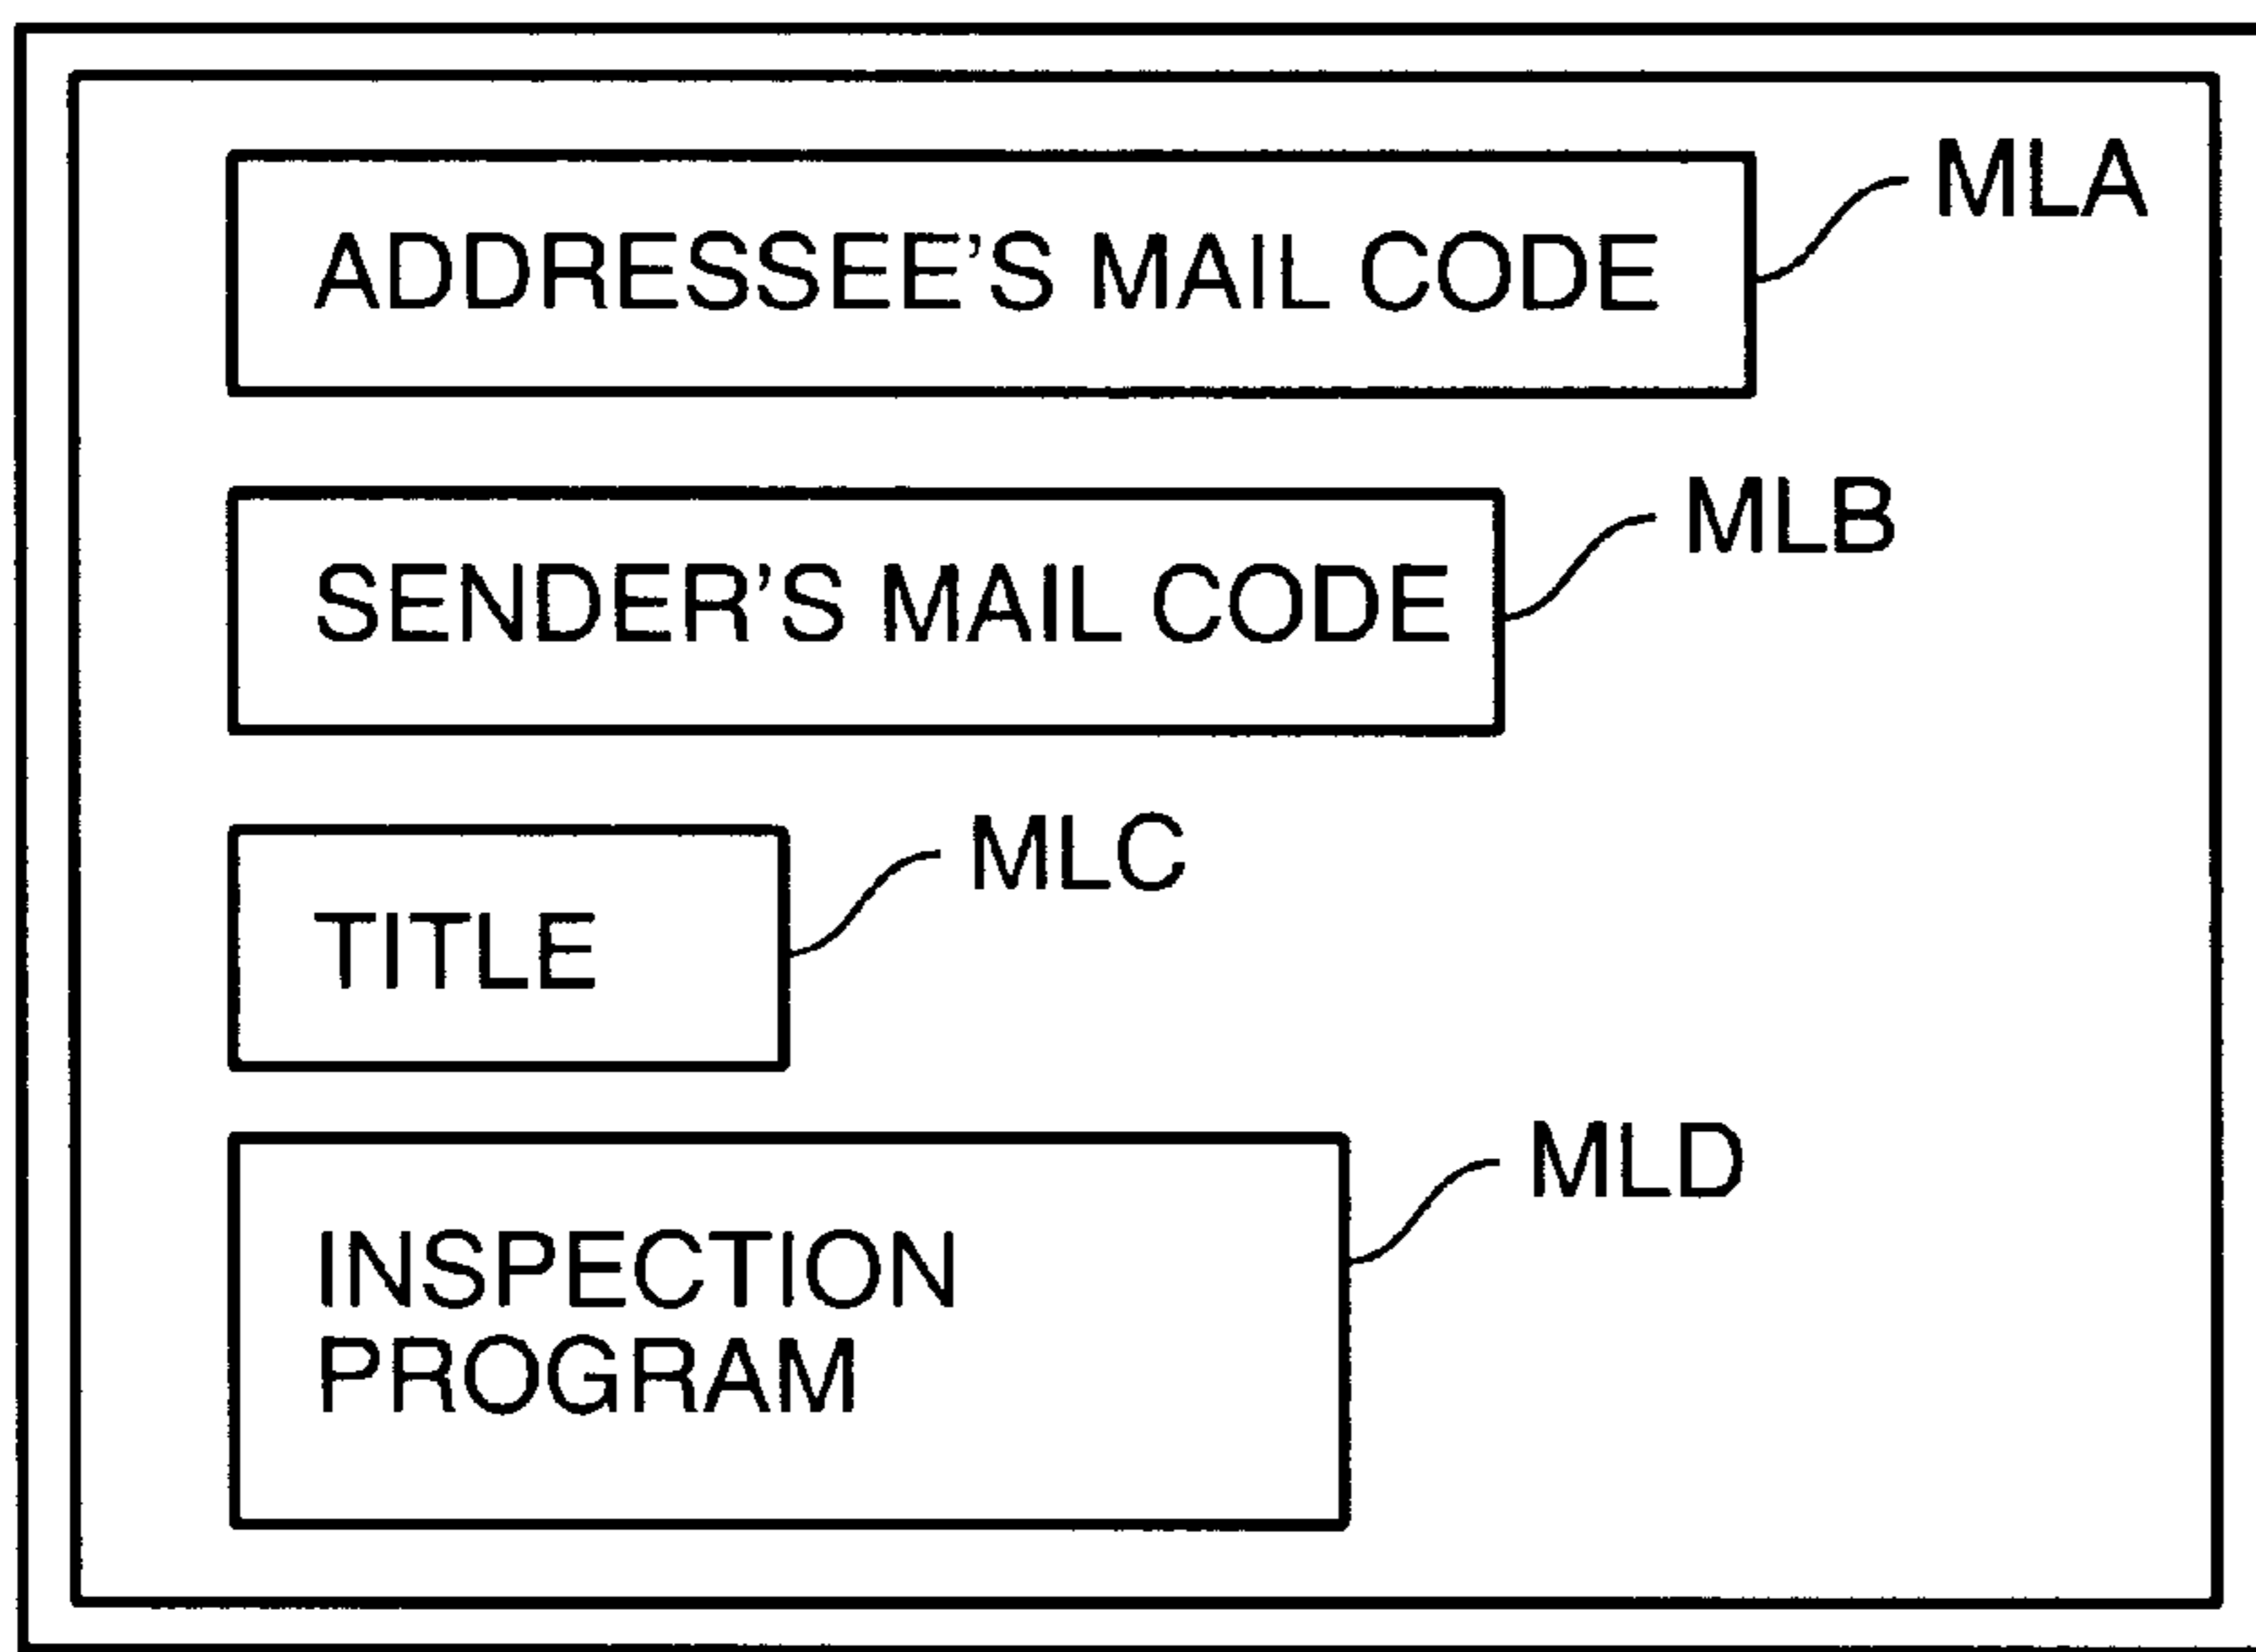 MLA
ADDRESSEE'S MAIL CODE
MLB
SENDER'S MAIL CODE
MLC
TITLE
MLD
INSPECTION
PROGRAM